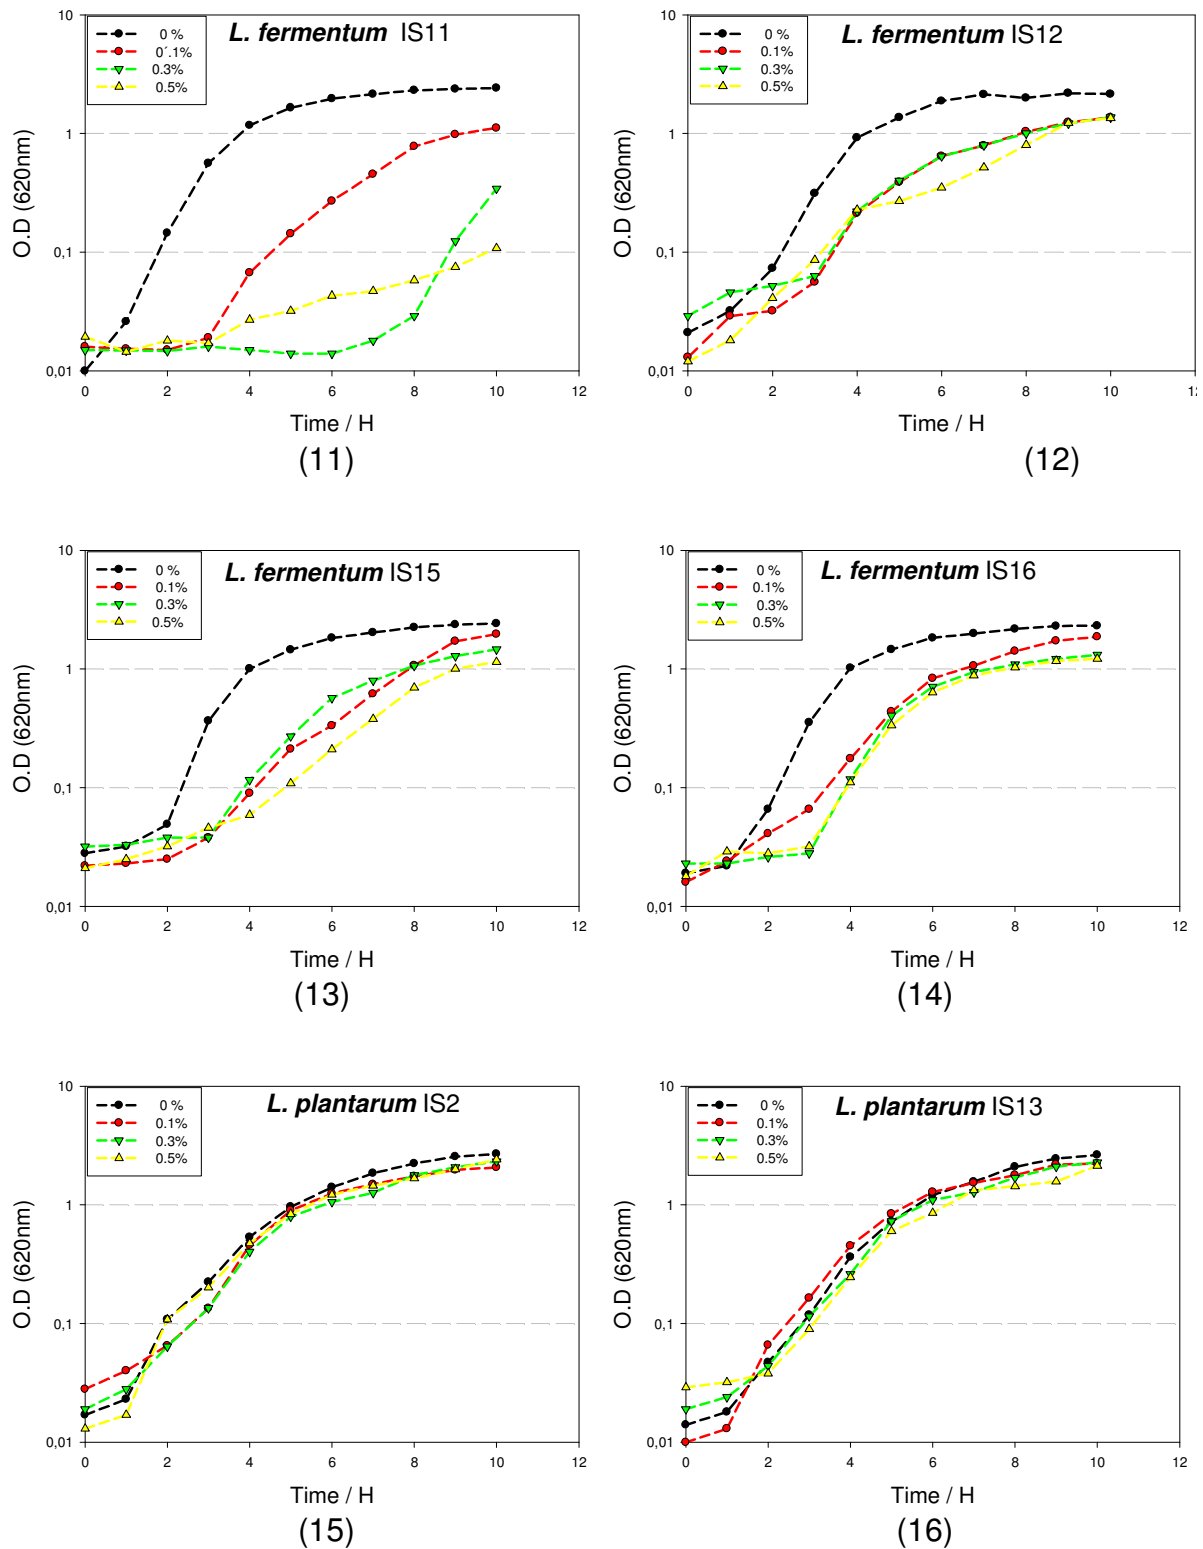 L. fermentum IS11
0 %
0´.1%
0.3%
0.5%
10
1
0,1
0,01
O.D (620nm)
0 2 4 6 8 10 12
Time / H
(11)
L. fermentum IS12
0 %
0.1%
0.3%
0.5%
10
1
0,1
0,01
O.D (620nm)
0 2 4 6 8 10 12
Time / H
(12)
L. fermentum IS15
0 %
0.1%
0.3%
0.5%
10
1
0,1
0,01
O.D (620nm)
0 2 4 6 8 10 12
Time / H
(13)
L. fermentum IS16
0 %
0.1%
0.3%
0.5%
10
1
0,1
0,01
O.D (620nm)
0 2 4 6 8 10 12
Time / H
(14)
L. plantarum IS2
0 %
0.1%
0.3%
0.5%
10
1
0,1
0,01
O.D (620nm)
0 2 4 6 8 10 12
Time / H
(15)
L. plantarum IS13
0 %
0.1%
0.3%
0.5%
10
1
0,1
0,01
O.D (620nm)
0 2 4 6 8 10 12
Time / H
(16)